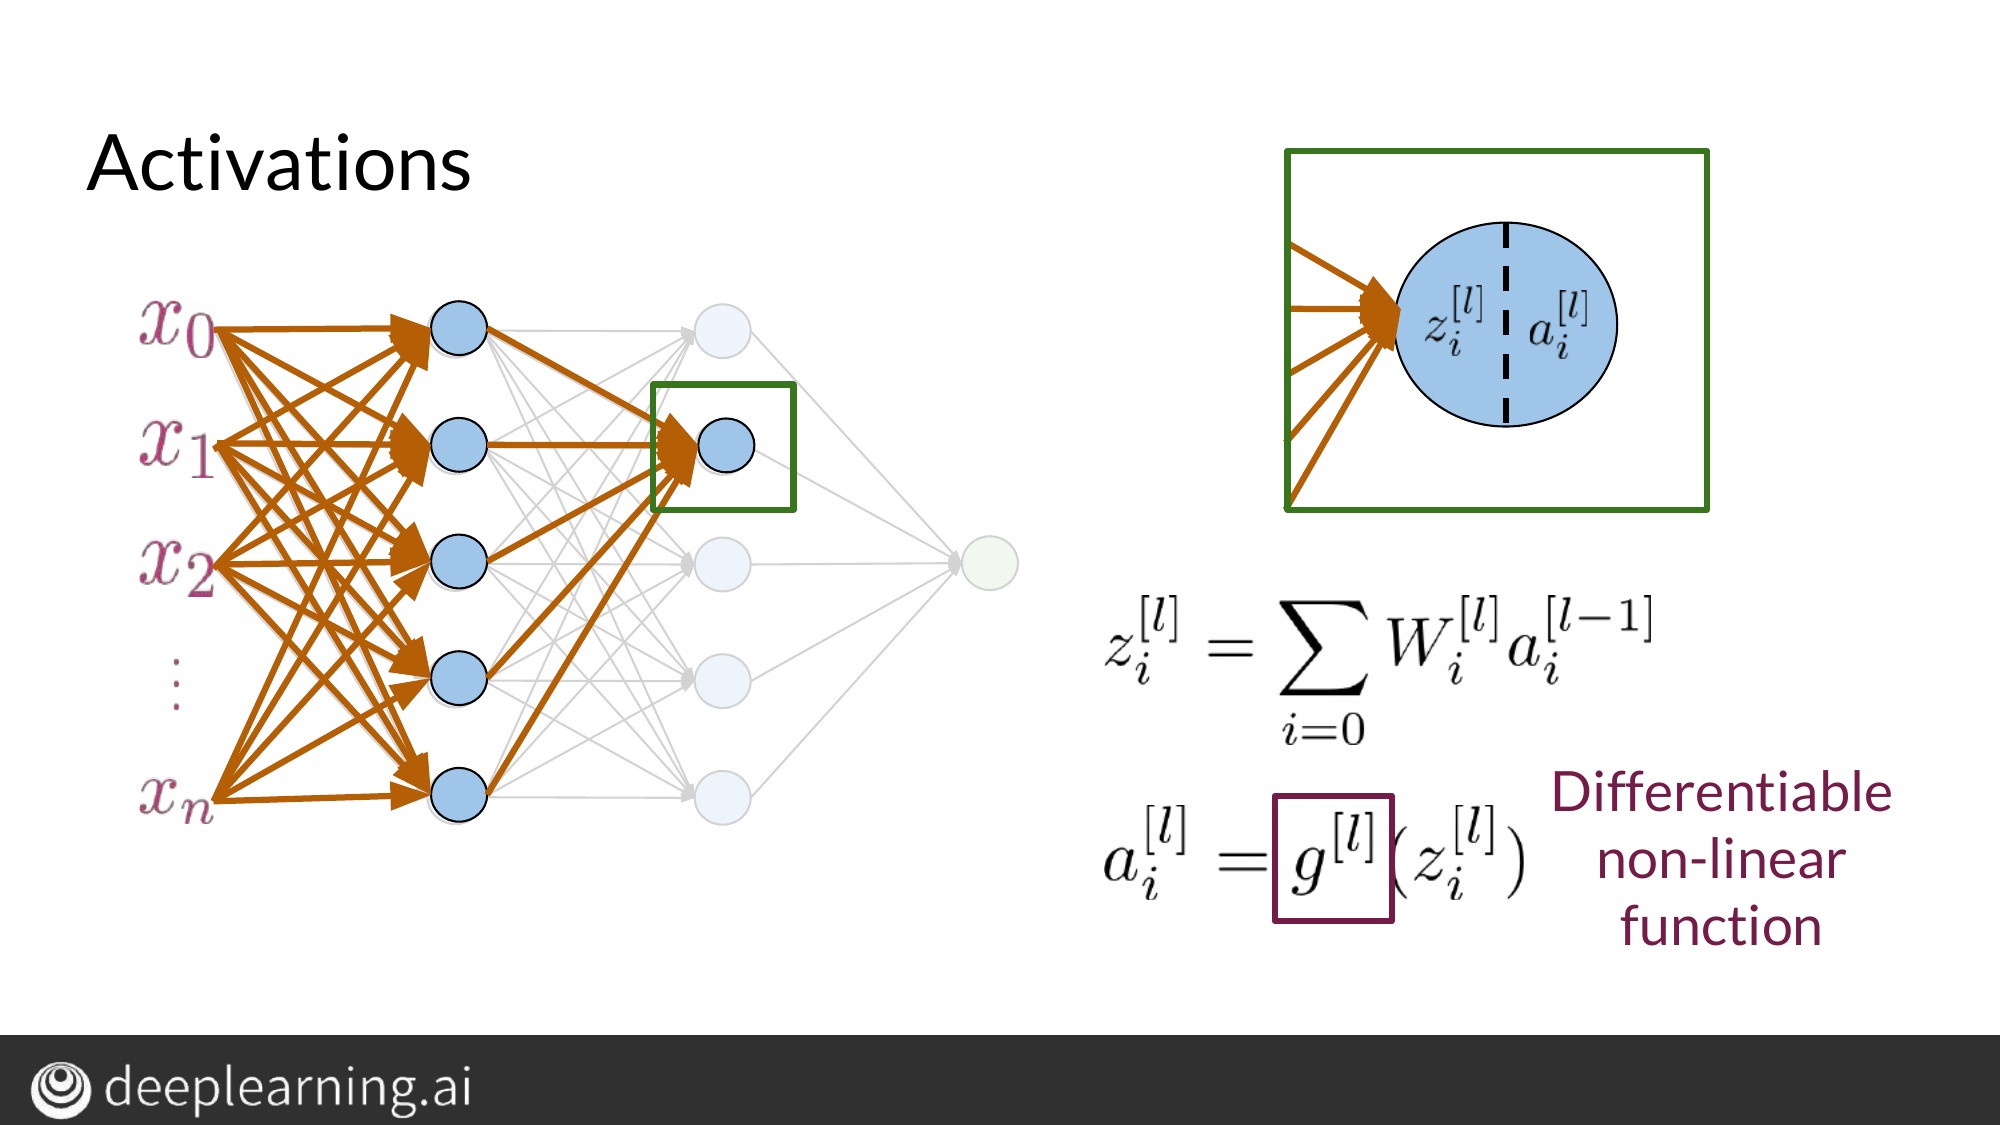 Activations
x_0
x_1
x_2
⋮
x_n
z_i^{[l]} a_i^{[l]}
z_i^{[l]} = \sum_{i=0} W_i^{[l]} a_i^{[l-1]}
a_i^{[l]} = g^{[l]}(z_i^{[l]})
Differentiable
non-linear
function
deeplearning.ai